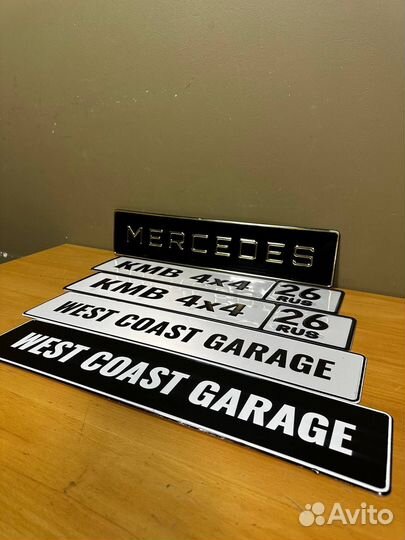 MERCEDES
KMB 4x4 26
RUS
KMB 4x4 26
RUS
WEST COAST GARAGE
WEST COAST GARAGE
Avito